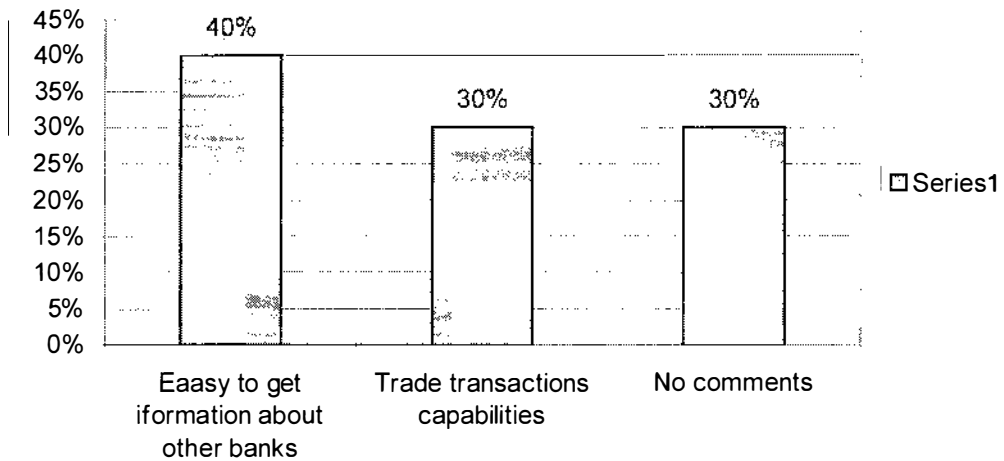 45%
40%
35%
30%
25%
20%
15%
10%
5%
0%
40%
30%
30%
Series1
Eaasy to get
iformation about
other banks
Trade transactions
capabilities
No comments